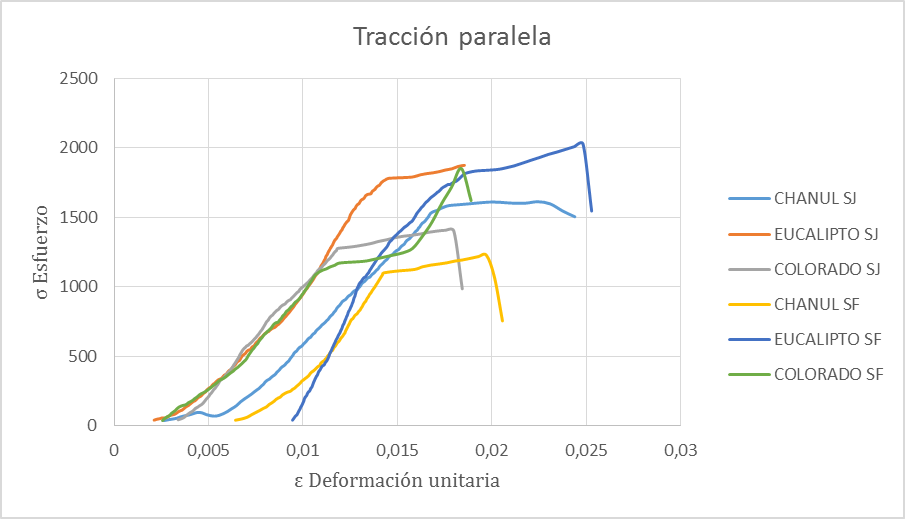 Tracción paralela
2500
2000
1500
1000
500
0
σ Esfuerzo
0 0,005 0,01 0,015 0,02 0,025 0,03
ε Deformación unitaria
CHANUL SJ
EUCALIPTO SJ
COLORADO SJ
CHANUL SF
EUCALIPTO SF
COLORADO SF